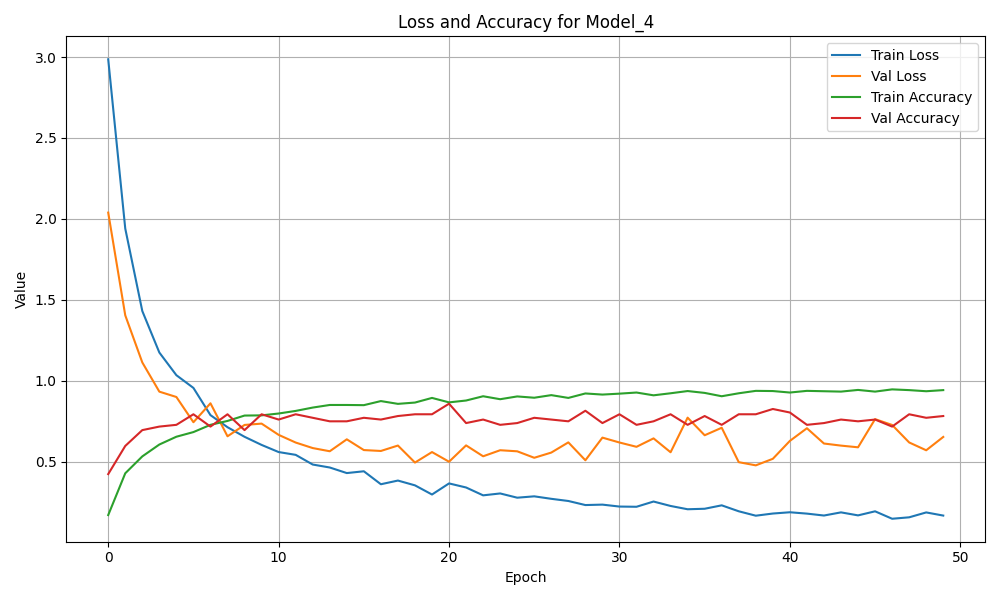 Loss and Accuracy for Model_4
Train Loss
Val Loss
Train Accuracy
Val Accuracy
3.0
2.5
2.0
1.5
1.0
0.5
Value
0 10 20 30 40 50
Epoch